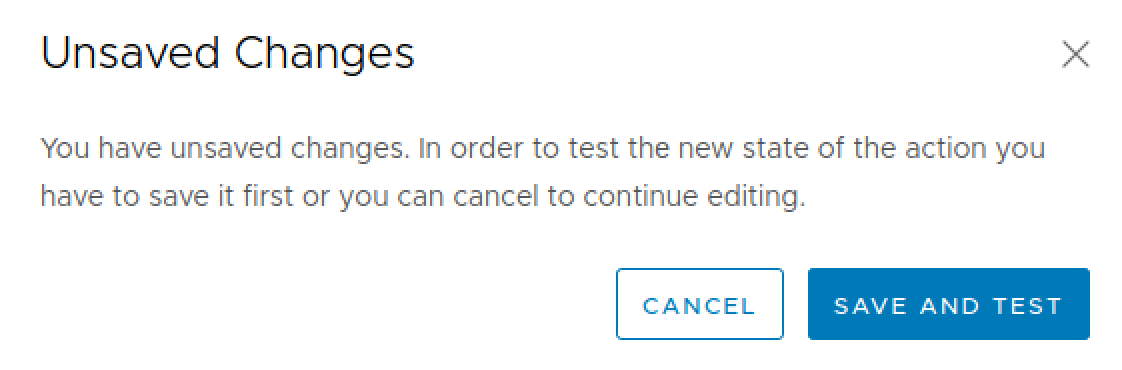 Unsaved Changes
You have unsaved changes. In order to test the new state of the action you
have to save it first or you can cancel to continue editing.
CANCEL
SAVE AND TEST